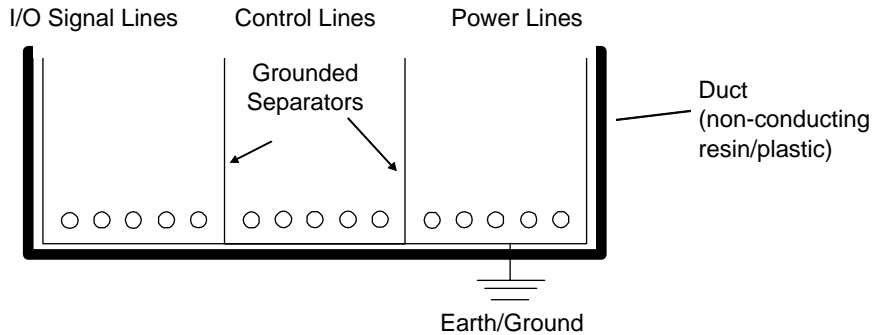 I/O Signal Lines
Control Lines
Power Lines
Grounded
Separators
Duct
(non-conducting
resin/plastic)
Earth/Ground